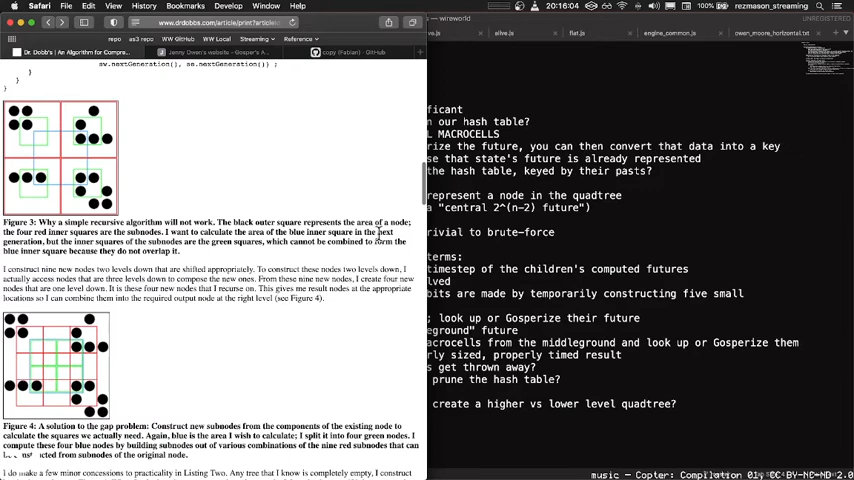 Safari File Edit View History Bookmarks Develop Window Help
100% 20:16:04 rezmason_streaming
www.drdobbs.com/article/print?article
wireworld
UNREGISTERED
repo as3 repo WW GitHub WW Local Streaming Reference
Dr. Dobb's | An Algorithm for Compre...
Jenny Owen's website - Gosper's A...
copy (Fabian) · GitHub
alive.js flat.js engine_common.js owen_moore_horizontal.txt
sw.nextGeneration(), se.nextGeneration()) ;
}
}
}
Figure 3: Why a simple recursive algorithm will not work. The black outer square represents the area of a node;
the four red inner squares are the subnodes. I want to calculate the area of the blue inner square in the next
generation, but the inner squares of the subnodes are the green squares, which cannot be combined to form the
blue inner square because they do not overlap it.
I construct nine new nodes two levels down that are shifted appropriately. To construct these nodes two levels down, I
actually access nodes that are three levels down to compose the new ones. From these nine new nodes, I create four new
nodes that are one level down. It is these four new nodes that I recurse on. This gives me result nodes at the appropriate
locations so I can combine them into the required output node at the right level (see Figure 4).
Figure 4: A solution to the gap problem: Construct new subnodes from the components of the existing node to
calculate the squares we actually need. Again, blue is the area I wish to calculate; I split it into four green nodes. I
compute these four blue nodes by building subnodes out of various combinations of the nine red subnodes that can
subnodes of the original node.
I do make a few minor concessions to practicality in Listing Two. Any tree that I know is completely empty, I construct
ficant
n our hash table?
L MACROCELLS
rize the future, you can then convert that data into a key
se that state's future is already represented
the hash table, keyed by their pasts?
represent a node in the quadtree
a "central 2^(n-2) future")
rivial to brute-force
terms:
timestep of the children's computed futures
lved
bits are made by temporarily constructing five small
; look up or Gosperize their future
eground" future
acrocells from the middleground and look up or Gosperize them
rly sized, properly timed result
s get thrown away?
prune the hash table?
create a higher vs lower level quadtree?
music - Copter: Compilation 01, CC BY-NC-ND 2.0